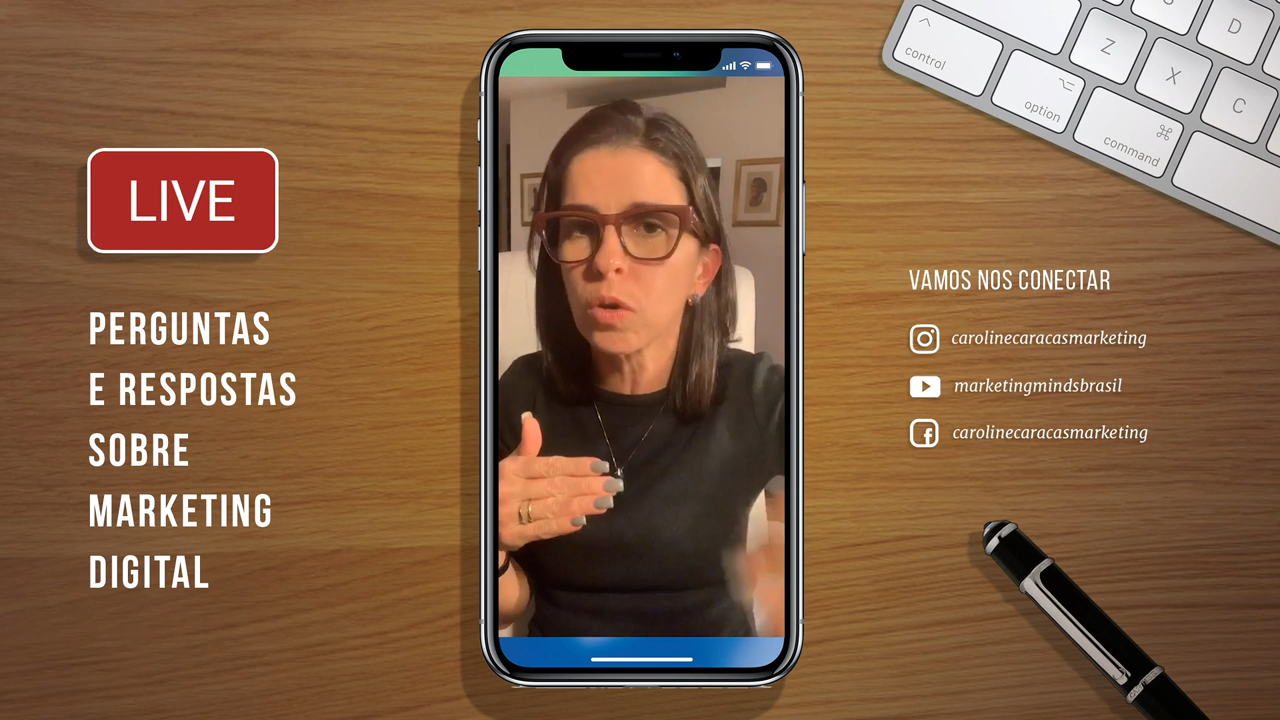 LIVE
PERGUNTAS
E RESPOSTAS
SOBRE
MARKETING
DIGITAL
VAMOS NOS CONECTAR
carolinecaracasmarketing
marketingmindsbrasil
carolinecaracasmarketing
S
D
Z
X
C
control
option
command